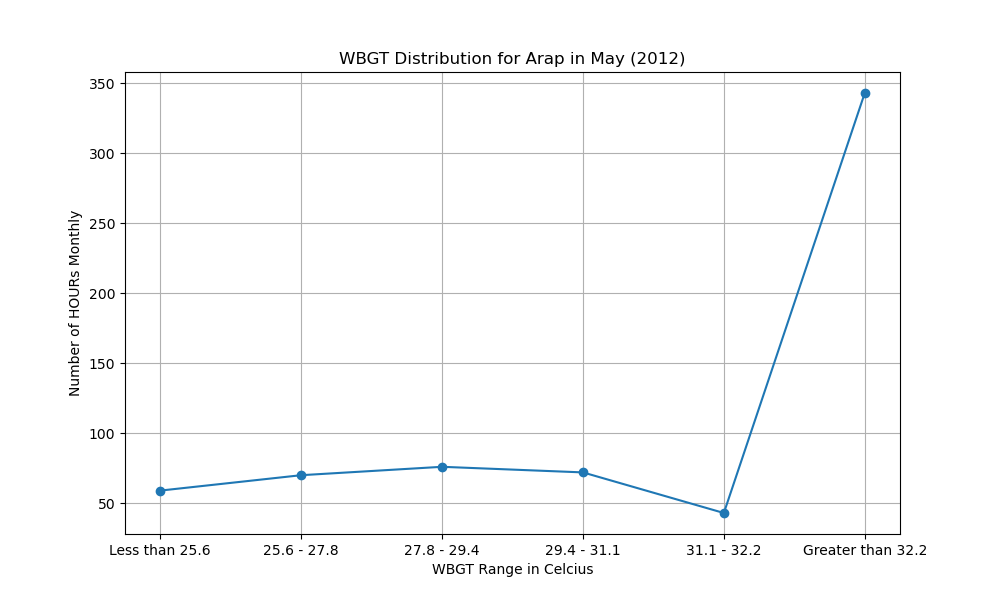 WBGT Distribution for Arap in May (2012)
Number of HOURs Monthly
350
300
250
200
150
100
50
Less than 25.6
25.6 - 27.8
27.8 - 29.4
29.4 - 31.1
31.1 - 32.2
Greater than 32.2
WBGT Range in Celcius